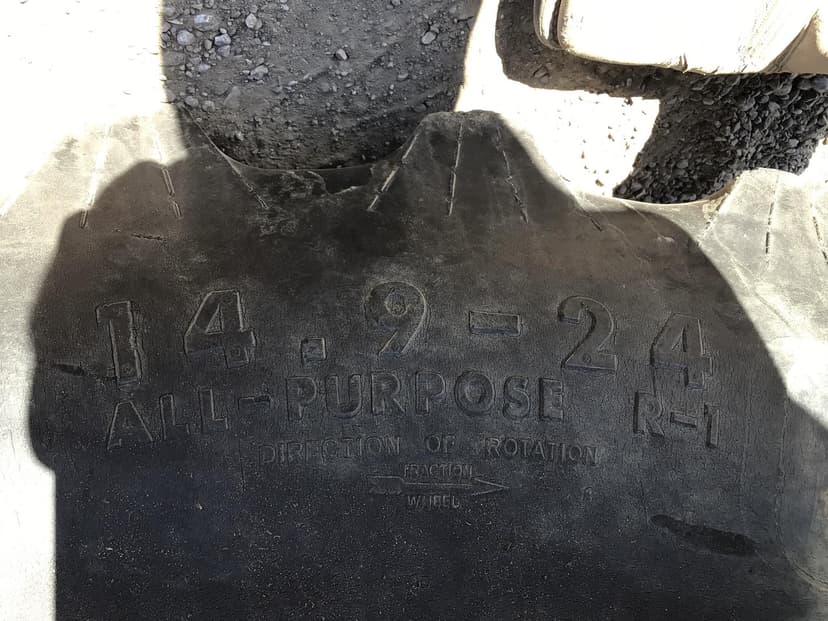 14.9-24
ALL-PURPOSE R-1
DIRECTION OF ROTATION
TRACTION
WHEEL